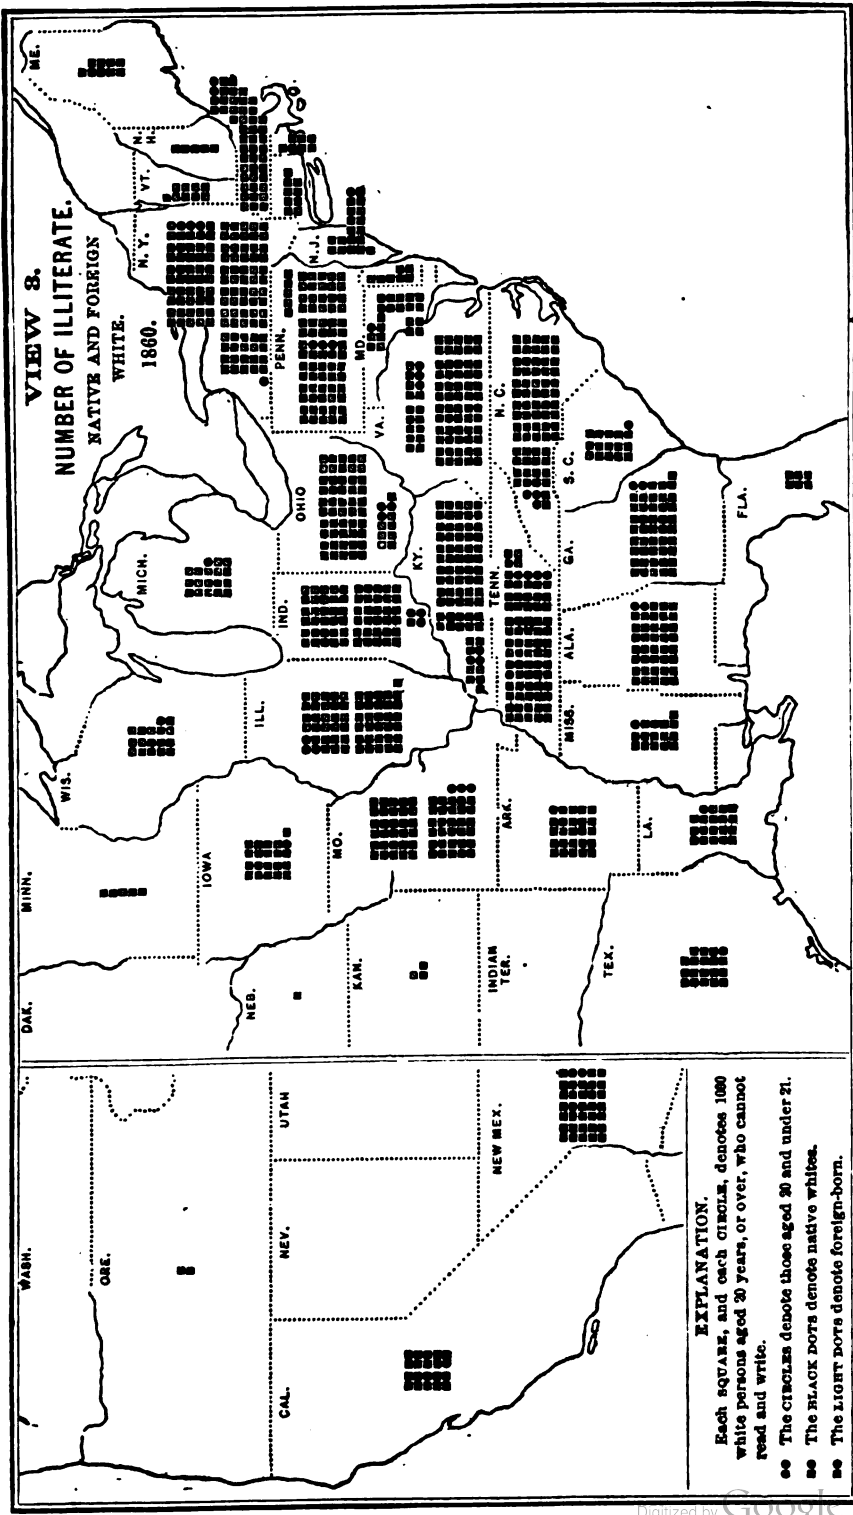 VIEW 3.
NUMBER OF ILLITERATE.
NATIVE AND FOREIGN
WHITE.
1860.
ME.
N. H.
VT.
N. Y.
N.J.
PENN.
MD.
VA.
N. C.
S. C.
OHIO
MICH.
IND.
KY.
TENN.
GA.
FLA.
ALA.
MISS.
ILL.
WIS.
MINN.
IOWA
MO.
ARK.
LA.
DAK.
NEB.
KAN.
INDIAN
TER.
TEX.
WASH.
ORE.
UTAH
NEV.
NEW MEX.
CAL.
EXPLANATION.
Each SQUARE, and each CIRCLE, denotes 1080
white persons aged 20 years, or over, who cannot
read and write.
The CIRCLES denote those aged 20 and under 21.
The BLACK DOTS denote native whites.
The LIGHT DOTS denote foreign-born.
Digitized by Google